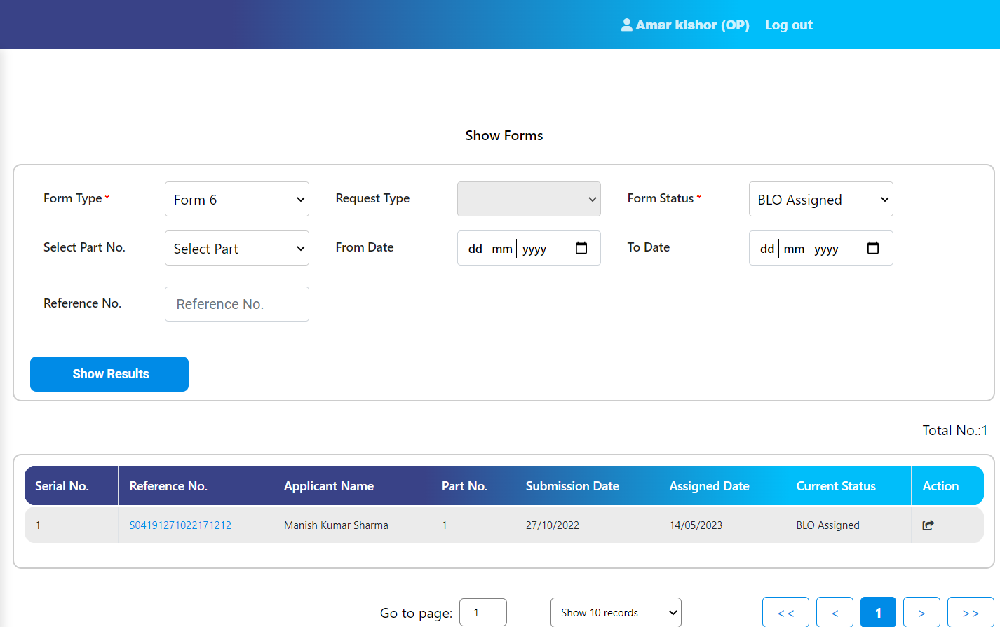 Amar kishor (OP) Log out
Show Forms
Form Type * Form 6 Request Type Form Status * BLO Assigned
Select Part No. Select Part From Date dd mm yyyy To Date dd mm yyyy
Reference No. Reference No.
Show Results
Total No.:1
Serial No. Reference No. Applicant Name Part No. Submission Date Assigned Date Current Status Action
1 S04191271022171212 Manish Kumar Sharma 1 27/10/2022 14/05/2023 BLO Assigned
Go to page: 1 Show 10 records << < 1 > >>